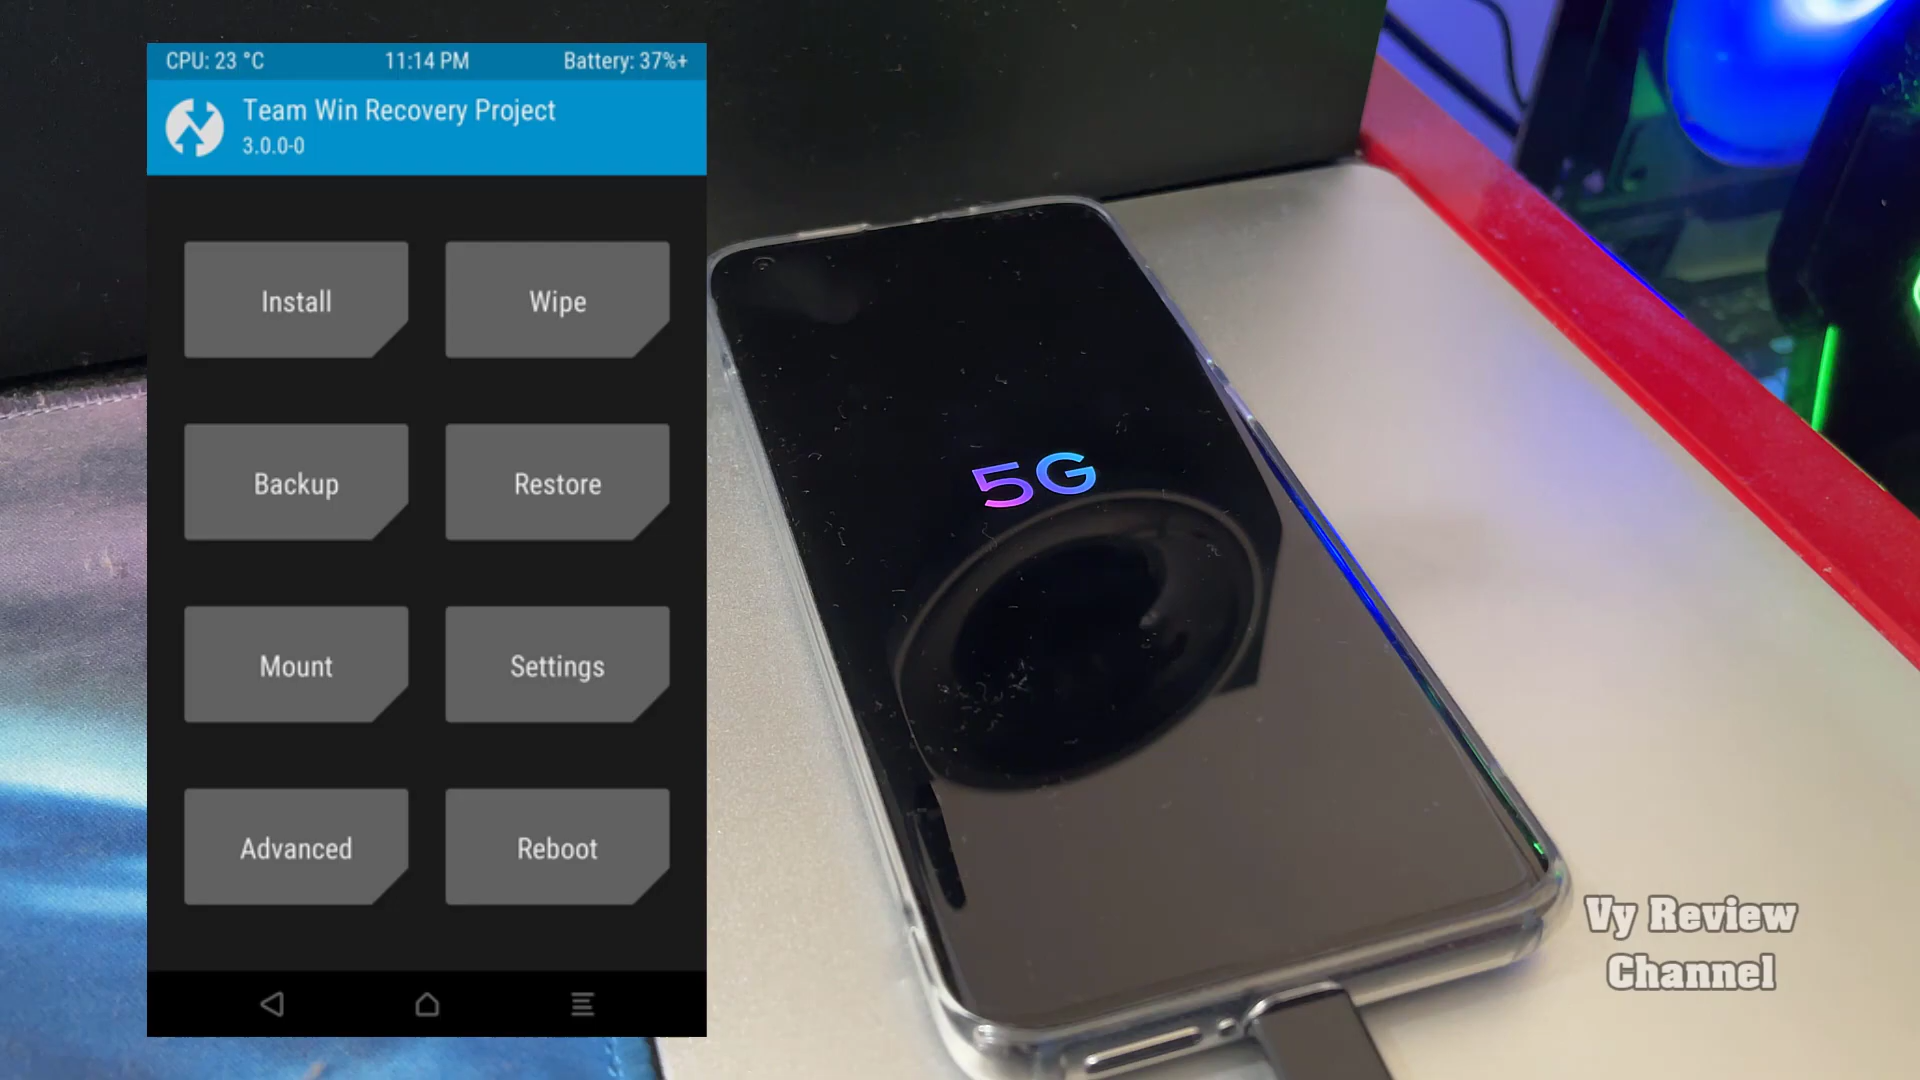 CPU: 23 °C 11:14 PM Battery: 37%+
Team Win Recovery Project
3.0.0-0
Install Wipe
Backup Restore
Mount Settings
Advanced Reboot
5G
Vy Review
Channel